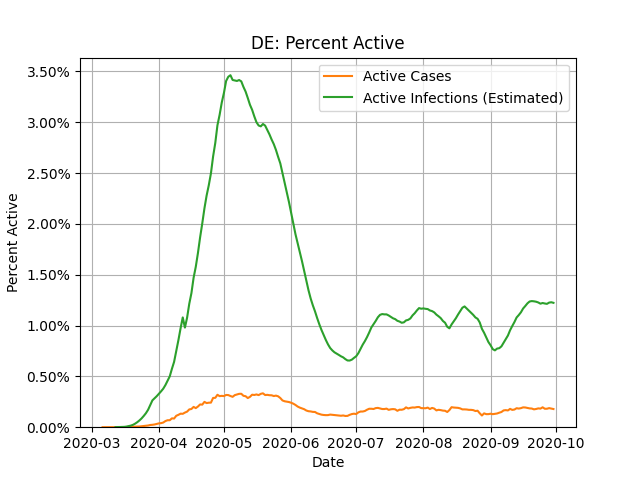 DE: Percent Active
Active Cases
Active Infections (Estimated)
3.50%
3.00%
2.50%
2.00%
1.50%
1.00%
0.50%
0.00%
Percent Active
2020-03 2020-04 2020-05 2020-06 2020-07 2020-08 2020-09 2020-10
Date